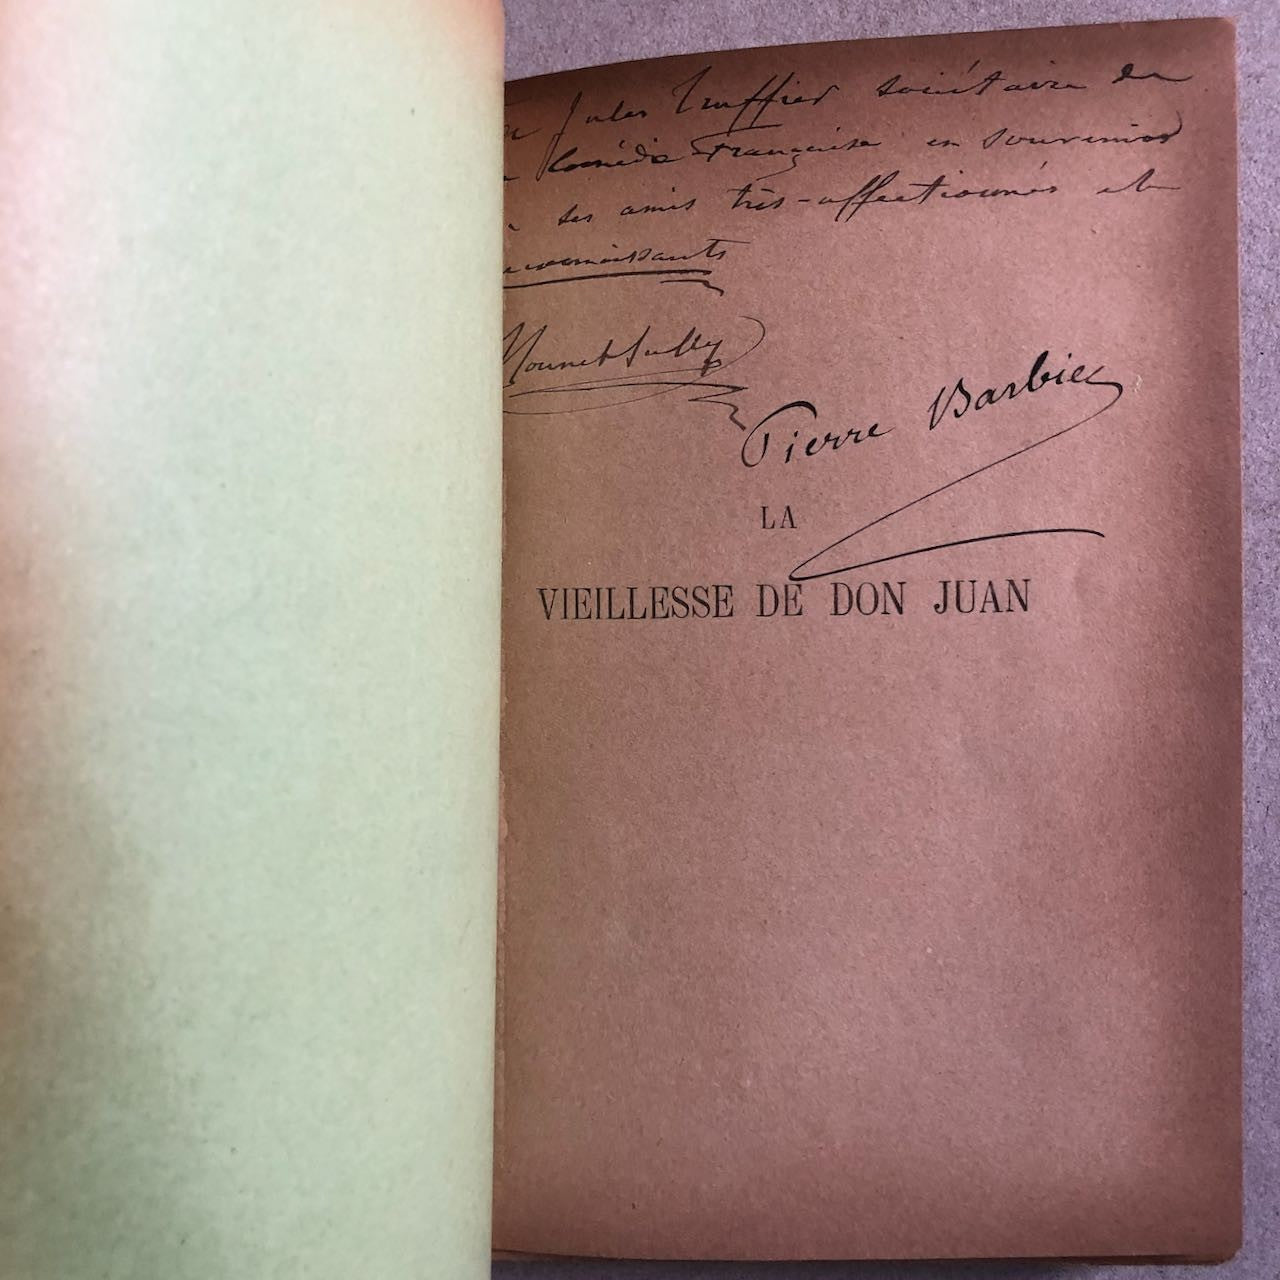 Jules Truffier sociétaire de
Comédie-Française en souvenir
ses amis très-affectionnés et
reconnaissants
Mounet Sully
Pierre Barbier
LA
VIEILLESSE DE DON JUAN